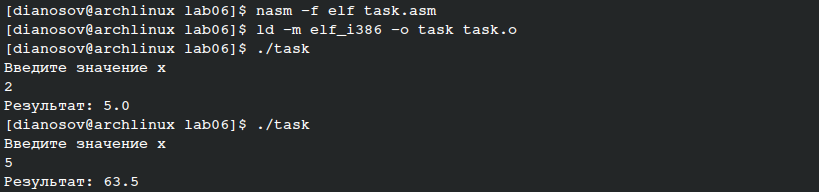 [dianosov@archlinux lab06]$ nasm -f elf task.asm
[dianosov@archlinux lab06]$ ld -m elf_i386 -o task task.o
[dianosov@archlinux lab06]$ ./task
Введите значение x
2
Результат: 5.0
[dianosov@archlinux lab06]$ ./task
Введите значение x
5
Результат: 63.5